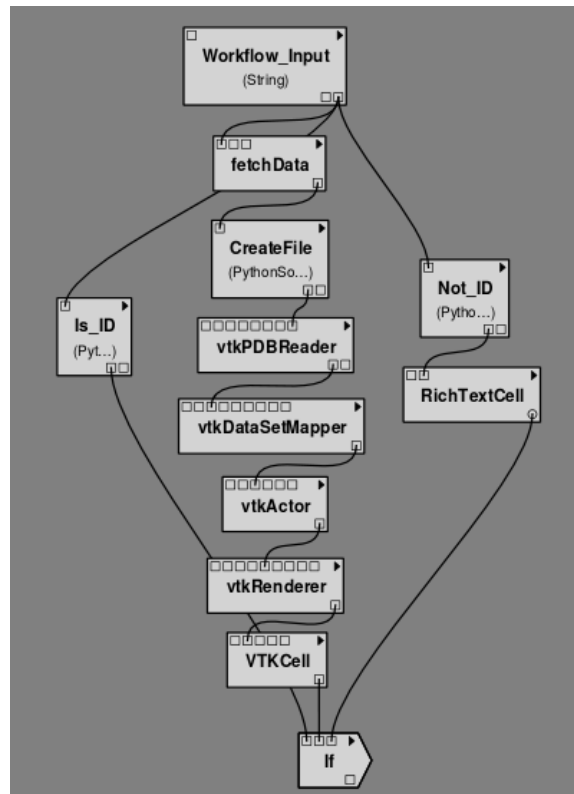 Workflow_Input
(String)
fetchData
CreateFile
(PythonSo...)
Not_ID
(Pytho...)
Is_ID
(Pyt...)
vtkPDBReader
RichTextCell
vtkDataSetMapper
vtkActor
vtkRenderer
VTKCell
If